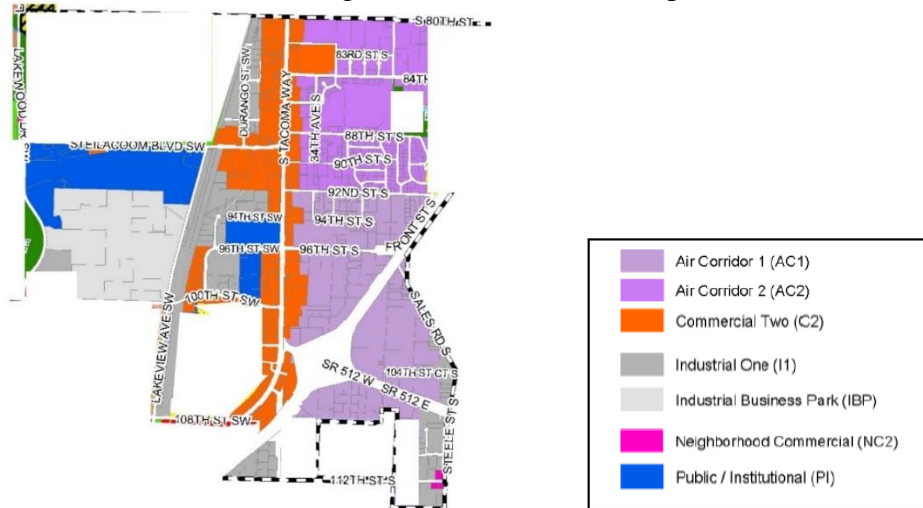 S 80TH ST
LAKEWOOD DR
SW
DURANGO ST SW
S TACOMA WAY
83RD ST S
84TH
34TH AVE S
88TH ST S
STEILACOOM BLVD SW
90TH ST S
92ND ST S
94TH ST SW
94TH ST S
96TH ST SW
96TH ST S
FRONT ST S
100TH ST SW
SALES RD S
LAKEVIEW AVE SW
SR 512 W
SR 512 E
104TH ST CT S
108TH ST SW
STEELE ST S
112TH ST S
Air Corridor 1 (AC1)
Air Corridor 2 (AC2)
Commercial Two (C2)
Industrial One (I1)
Industrial Business Park (IBP)
Neighborhood Commercial (NC2)
Public / Institutional (PI)